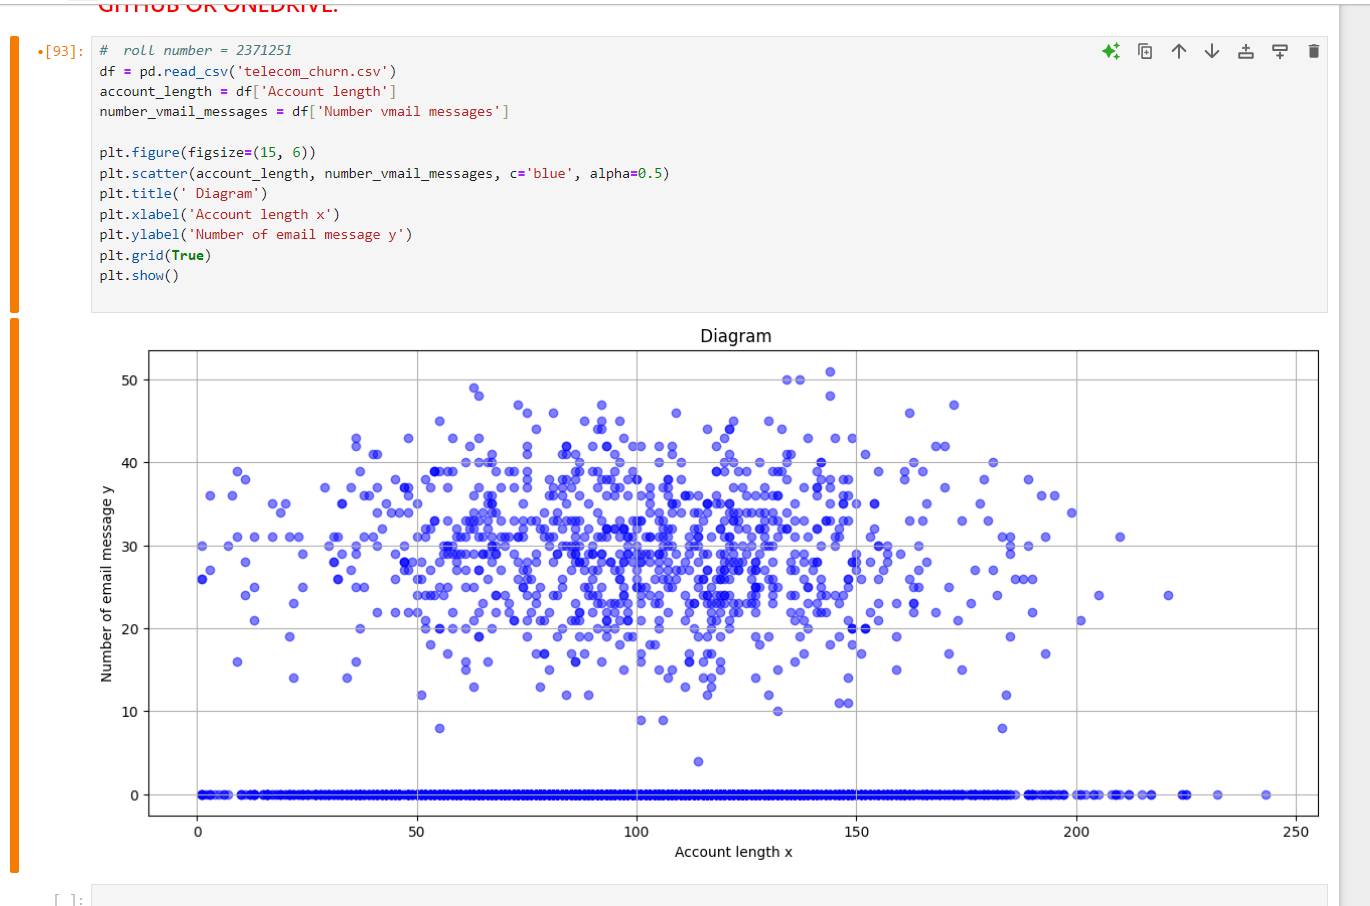 GITHUB OR ONEDRIVE.
•[93]:
#  roll number = 2371251
df = pd.read_csv('telecom_churn.csv')
account_length = df['Account length']
number_vmail_messages = df['Number vmail messages']
plt.figure(figsize=(15, 6))
plt.scatter(account_length, number_vmail_messages, c='blue', alpha=0.5)
plt.title(' Diagram')
plt.xlabel('Account length x')
plt.ylabel('Number of email message y')
plt.grid(True)
plt.show()
Diagram
Number of email message y
50
40
30
20
10
0
0 50 100 150 200 250
Account length x
[ ]: